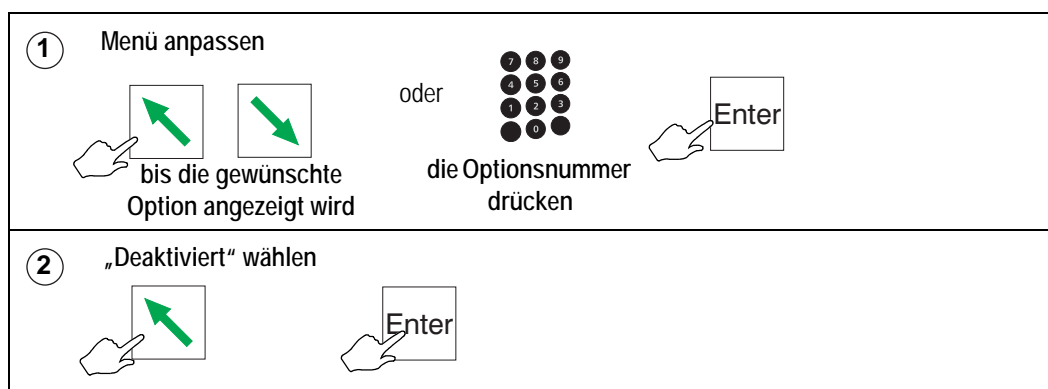 1 Menü anpassen
oder
7 8 9
4 5 6
1 2 3
0
Enter
bis die gewünschte
Option angezeigt wird
die Optionsnummer
drücken
2 „Deaktiviert“ wählen
Enter